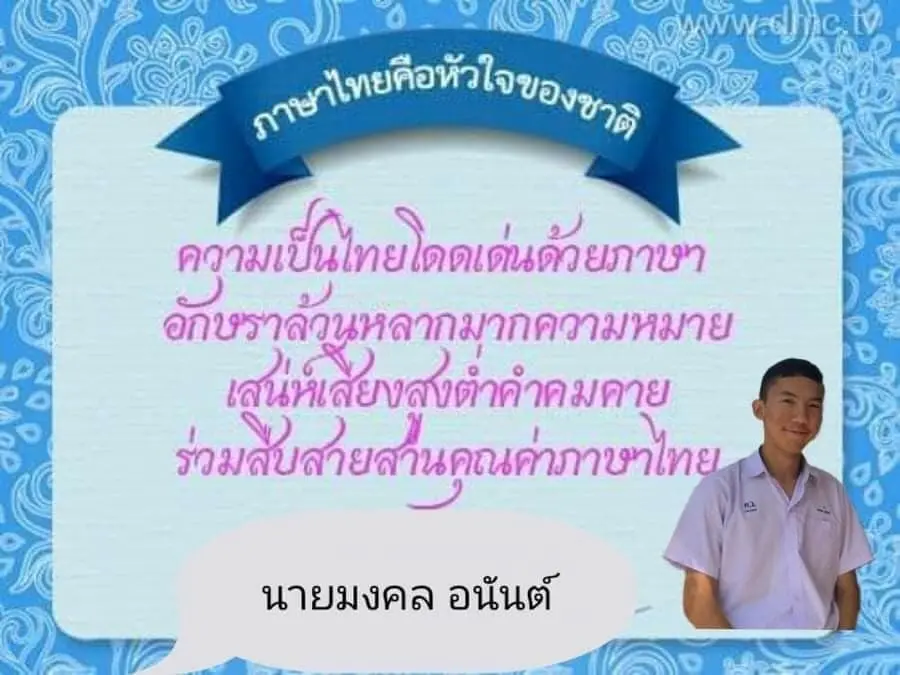 www.dmc.tv
ภาษาไทยคือหัวใจของชาติ
ความเป็นไทยโดดเด่นด้วยภาษา
อักษราล้วนหลากมากความหมาย
เสน่ห์เสียงสูงต่ำคำคมคาย
ร่วมสืบสายสานคุณค่าภาษาไทย
นายมงคล อนันต์